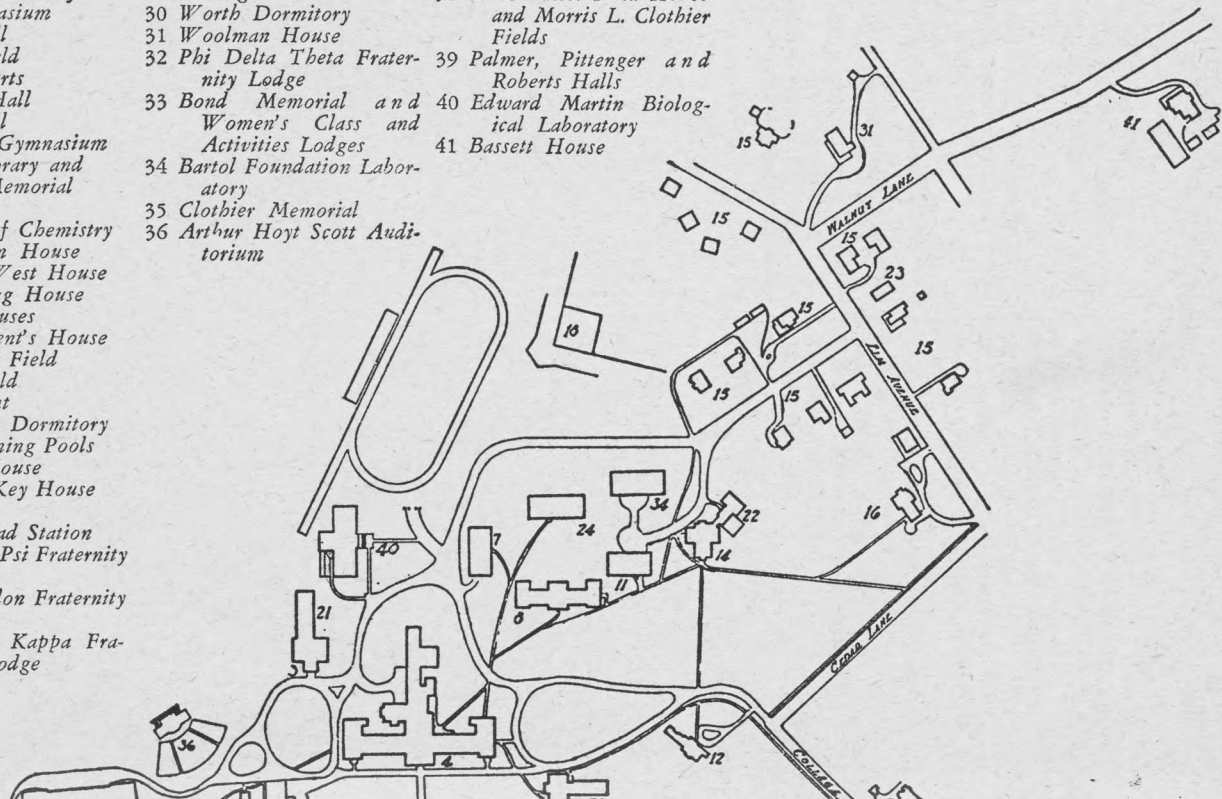 ll
ld
rts
Hall
ll
Gymnasium
rary and
emorial
f Chemistry
n House
West House
g House
uses
ent's House
Field
ld
t
Dormitory
ing Pools
ouse
Key House
ad Station
Psi Fraternity
on Fraternity
Kappa Fra-
odge
30 Worth Dormitory
31 Woolman House
32 Phi Delta Theta Frater-
nity Lodge
33 Bond Memorial and
Women's Class and
Activities Lodges
34 Bartol Foundation Labor-
atory
35 Clothier Memorial
36 Arthur Hoyt Scott Audi-
torium
and Morris L. Clothier
Fields
39 Palmer, Pittenger and
Roberts Halls
40 Edward Martin Biolog-
ical Laboratory
41 Bassett House
41
31
15
15
WALNUT LANE
15
23
18
15
15
ELM AVENUE
15
15
34
24
16
22
7
40
14
11
21
8
CEDAR LANE
36
4
12
COLLEGE